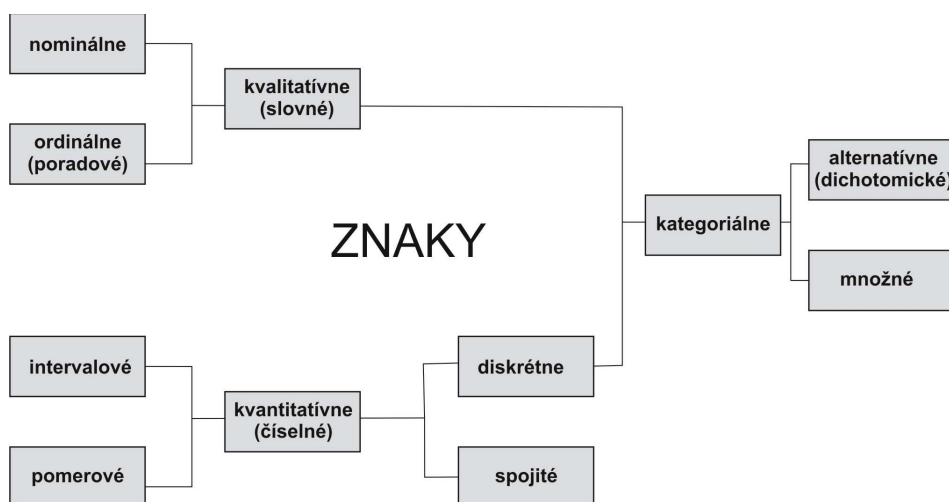 nominálne
kvalitatívne
(slovné)
ordinálne
(poradové)
alternatívne
(dichotomické)
kategoriálne
ZNAKY
množné
intervalové
diskrétne
kvantitatívne
(číselné)
pomerové
spojité